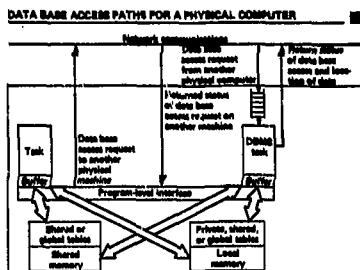 DATA BASE ACCESS PATHS FOR A PHYSICAL COMPUTER
Network communications
Data base
access request
from another
physical computer
Return status
of data base
access and loca-
tion of data
Returned status
of data base
access request on
another machine
Data base
access request
to another
physical
machine
Task
Buffer
DBMS
task
Buffer
Program-level interface
Shared or
global tables
Shared
memory
Private, shared,
or global tables
Local
memory